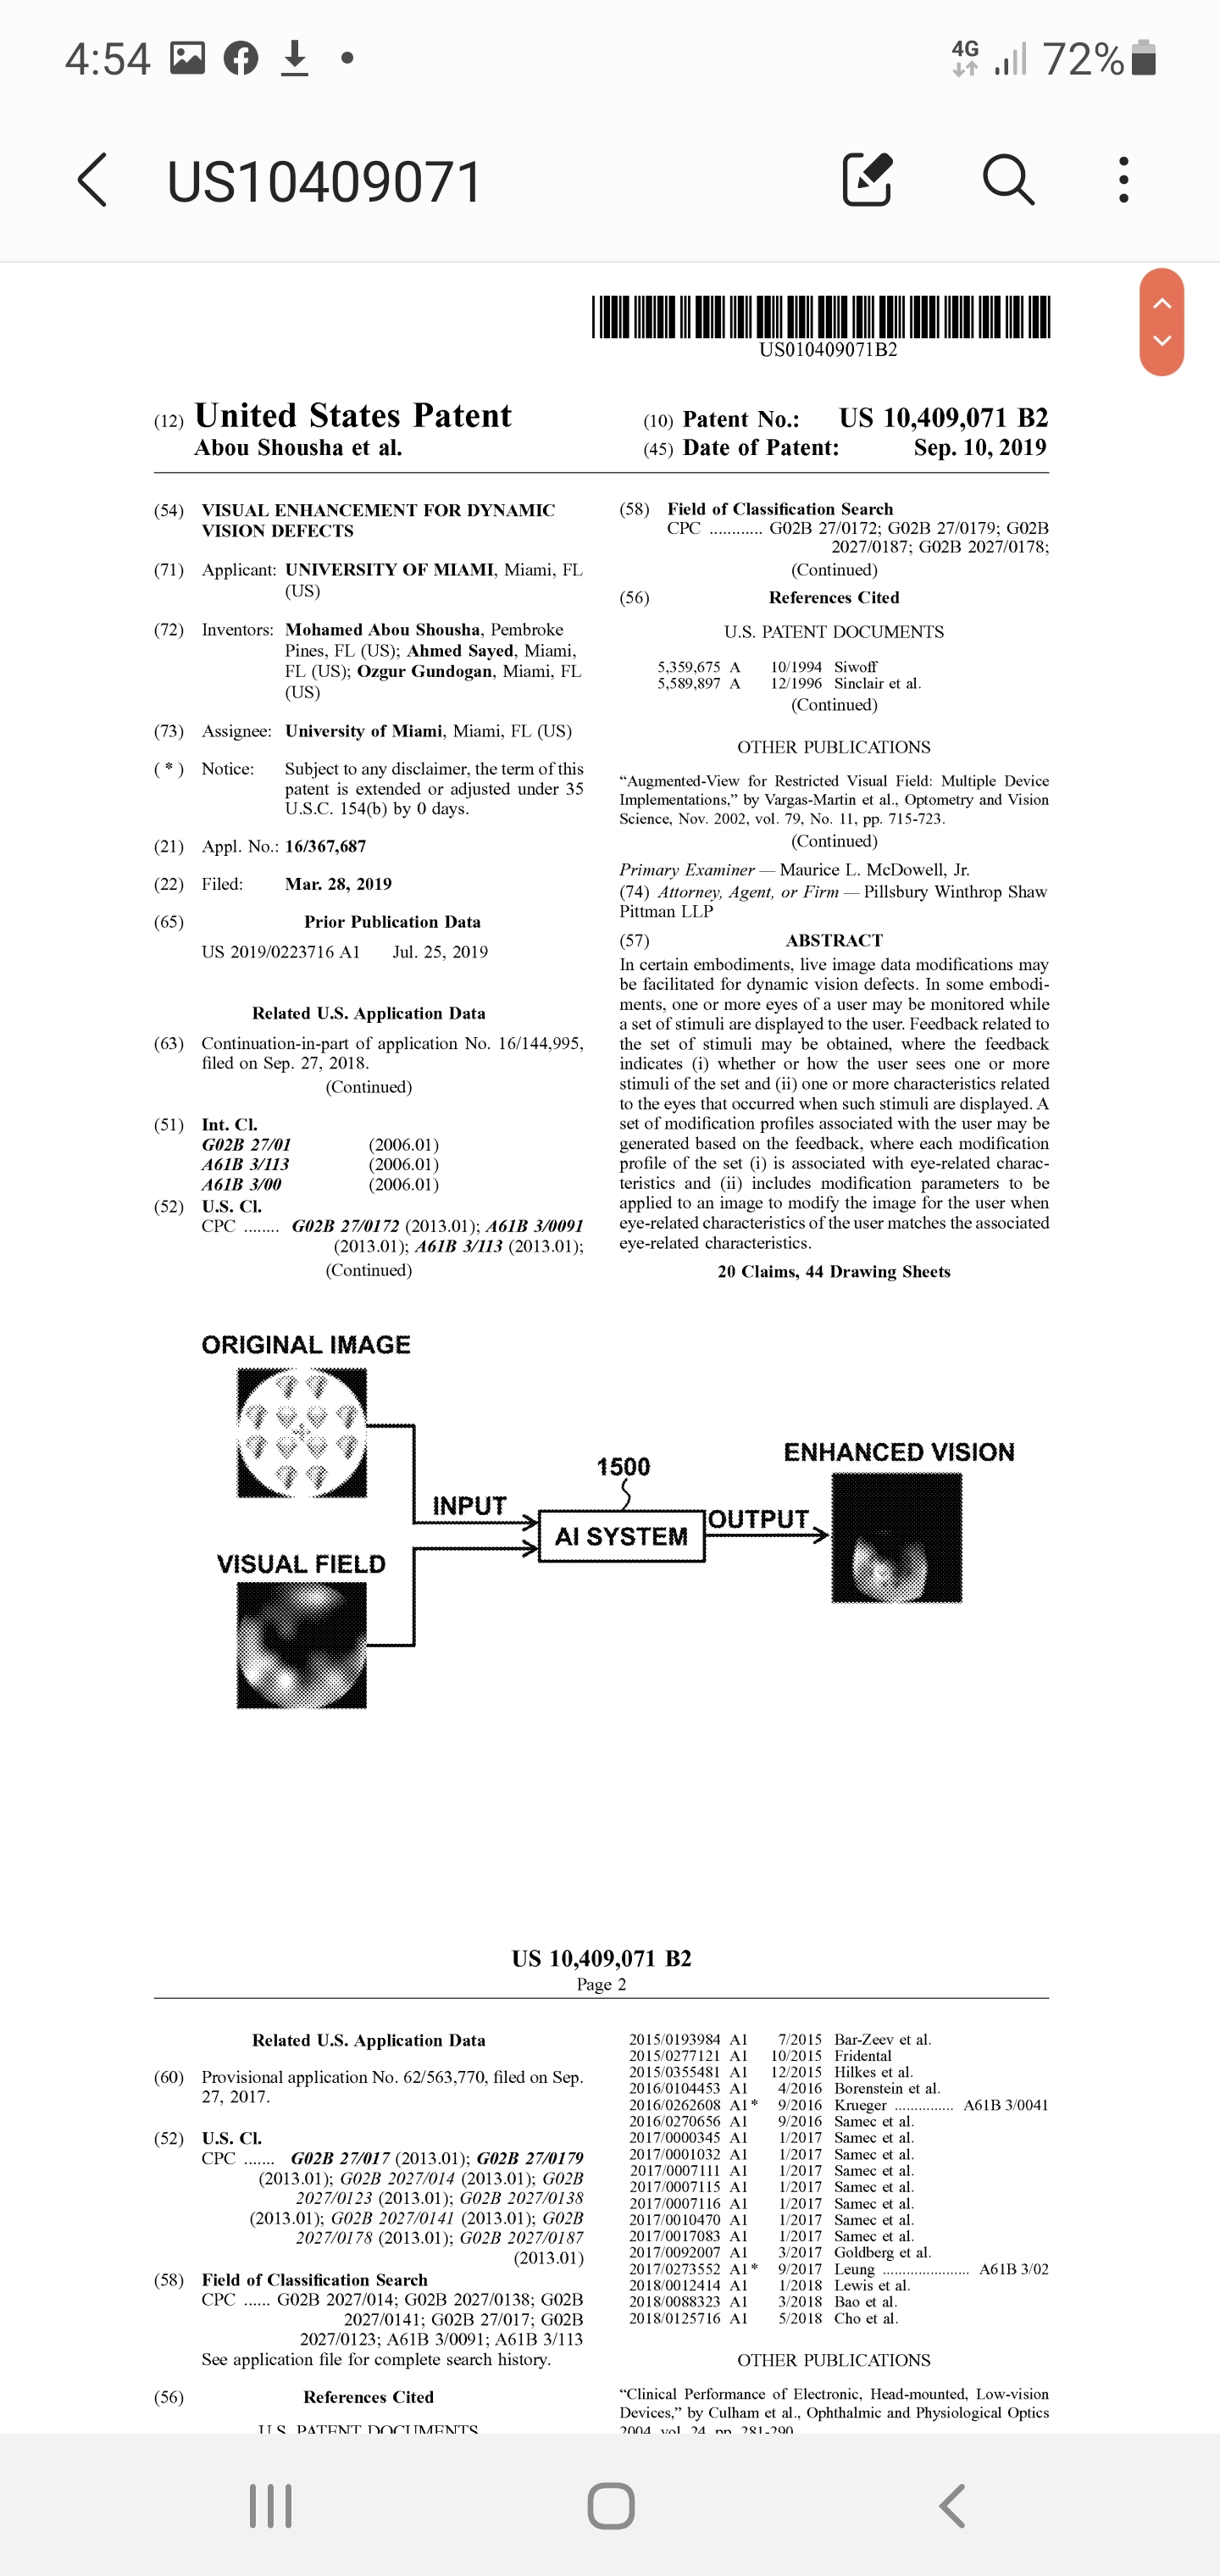 4:54
4G
72%
US10409071
US010409071B2
(12) United States Patent
Abou Shousha et al.
(10) Patent No.: US 10,409,071 B2
(45) Date of Patent: Sep. 10, 2019
(54) VISUAL ENHANCEMENT FOR DYNAMIC
VISION DEFECTS
(71) Applicant: UNIVERSITY OF MIAMI, Miami, FL
(US)
(72) Inventors: Mohamed Abou Shousha, Pembroke
Pines, FL (US); Ahmed Sayed, Miami,
FL (US); Ozgur Gundogan, Miami, FL
(US)
(73) Assignee: University of Miami, Miami, FL (US)
( * ) Notice: Subject to any disclaimer, the term of this
patent is extended or adjusted under 35
U.S.C. 154(b) by 0 days.
(21) Appl. No.: 16/367,687
(22) Filed: Mar. 28, 2019
(65) Prior Publication Data
US 2019/0223716 A1 Jul. 25, 2019
Related U.S. Application Data
(63) Continuation-in-part of application No. 16/144,995,
filed on Sep. 27, 2018.
(Continued)
(51) Int. Cl.
G02B 27/01 (2006.01)
A61B 3/113 (2006.01)
A61B 3/00 (2006.01)
(52) U.S. Cl.
CPC ........ G02B 27/0172 (2013.01); A61B 3/0091
(2013.01); A61B 3/113 (2013.01);
(Continued)
(58) Field of Classification Search
CPC ............ G02B 27/0172; G02B 27/0179; G02B
2027/0187; G02B 2027/0178;
(Continued)
(56) References Cited
U.S. PATENT DOCUMENTS
5,359,675 A 10/1994 Siwoff
5,589,897 A 12/1996 Sinclair et al.
(Continued)
OTHER PUBLICATIONS
“Augmented-View for Restricted Visual Field: Multiple Device
Implementations,” by Vargas-Martin et al., Optometry and Vision
Science, Nov. 2002, vol. 79, No. 11, pp. 715-723.
(Continued)
Primary Examiner — Maurice L. McDowell, Jr.
(74) Attorney, Agent, or Firm — Pillsbury Winthrop Shaw
Pittman LLP
(57) ABSTRACT
In certain embodiments, live image data modifications may
be facilitated for dynamic vision defects. In some embodi-
ments, one or more eyes of a user may be monitored while
a set of stimuli are displayed to the user. Feedback related to
the set of stimuli may be obtained, where the feedback
indicates (i) whether or how the user sees one or more
stimuli of the set and (ii) one or more characteristics related
to the eyes that occurred when such stimuli are displayed. A
set of modification profiles associated with the user may be
generated based on the feedback, where each modification
profile of the set (i) is associated with eye-related charac-
teristics and (ii) includes modification parameters to be
applied to an image to modify the image for the user when
eye-related characteristics of the user matches the associated
eye-related characteristics.
20 Claims, 44 Drawing Sheets
ORIGINAL IMAGE
VISUAL FIELD
INPUT
1500
AI SYSTEM
OUTPUT
ENHANCED VISION
US 10,409,071 B2
Page 2
Related U.S. Application Data
(60) Provisional application No. 62/563,770, filed on Sep.
27, 2017.
(52) U.S. Cl.
CPC ....... G02B 27/017 (2013.01); G02B 27/0179
(2013.01); G02B 2027/014 (2013.01); G02B
2027/0123 (2013.01); G02B 2027/0138
(2013.01); G02B 2027/0141 (2013.01); G02B
2027/0178 (2013.01); G02B 2027/0187
(2013.01)
(58) Field of Classification Search
CPC ...... G02B 2027/014; G02B 2027/0138; G02B
2027/0141; G02B 27/017; G02B
2027/0123; A61B 3/0091; A61B 3/113
See application file for complete search history.
(56) References Cited
U.S. PATENT DOCUMENTS
2015/0193984 A1 7/2015 Bar-Zeev et al.
2015/0277121 A1 10/2015 Fridental
2015/0355481 A1 12/2015 Hilkes et al.
2016/0104453 A1 4/2016 Borenstein et al.
2016/0262608 A1* 9/2016 Krueger ............... A61B 3/0041
2016/0270656 A1 9/2016 Samec et al.
2017/0000345 A1 1/2017 Samec et al.
2017/0001032 A1 1/2017 Samec et al.
2017/0007111 A1 1/2017 Samec et al.
2017/0007115 A1 1/2017 Samec et al.
2017/0007116 A1 1/2017 Samec et al.
2017/0010470 A1 1/2017 Samec et al.
2017/0017083 A1 1/2017 Samec et al.
2017/0092007 A1 3/2017 Goldberg et al.
2017/0273552 A1* 9/2017 Leung ...................... A61B 3/02
2018/0012414 A1 1/2018 Lewis et al.
2018/0088323 A1 3/2018 Bao et al.
2018/0125716 A1 5/2018 Cho et al.
OTHER PUBLICATIONS
“Clinical Performance of Electronic, Head-mounted, Low-vision
Devices,” by Culham et al., Ophthalmic and Physiological Optics
2004, vol. 24, pp. 281-290.